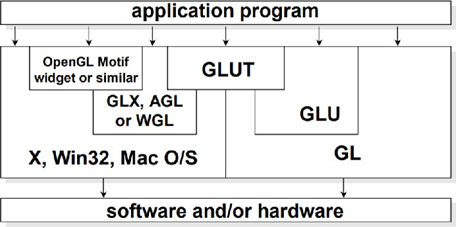 application program
OpenGL Motif
widget or similar
GLUT
GLX, AGL
or WGL
GLU
X, Win32, Mac O/S
GL
software and/or hardware